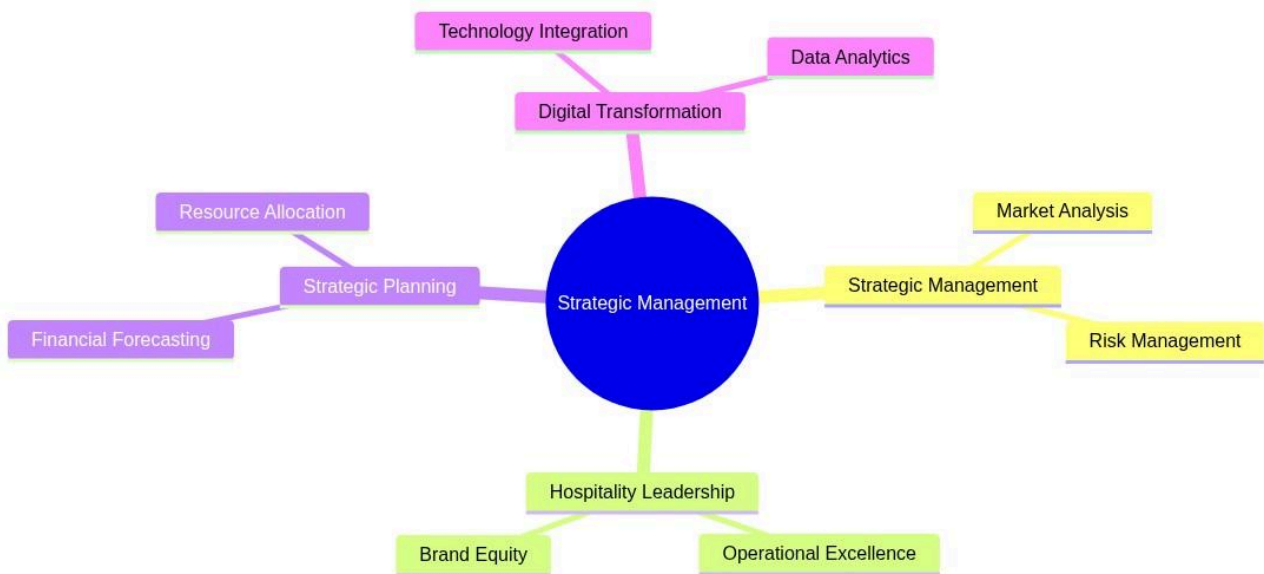 Technology Integration
Data Analytics
Digital Transformation
Resource Allocation
Market Analysis
Strategic Planning
Strategic Management
Strategic Management
Financial Forecasting
Risk Management
Hospitality Leadership
Brand Equity
Operational Excellence